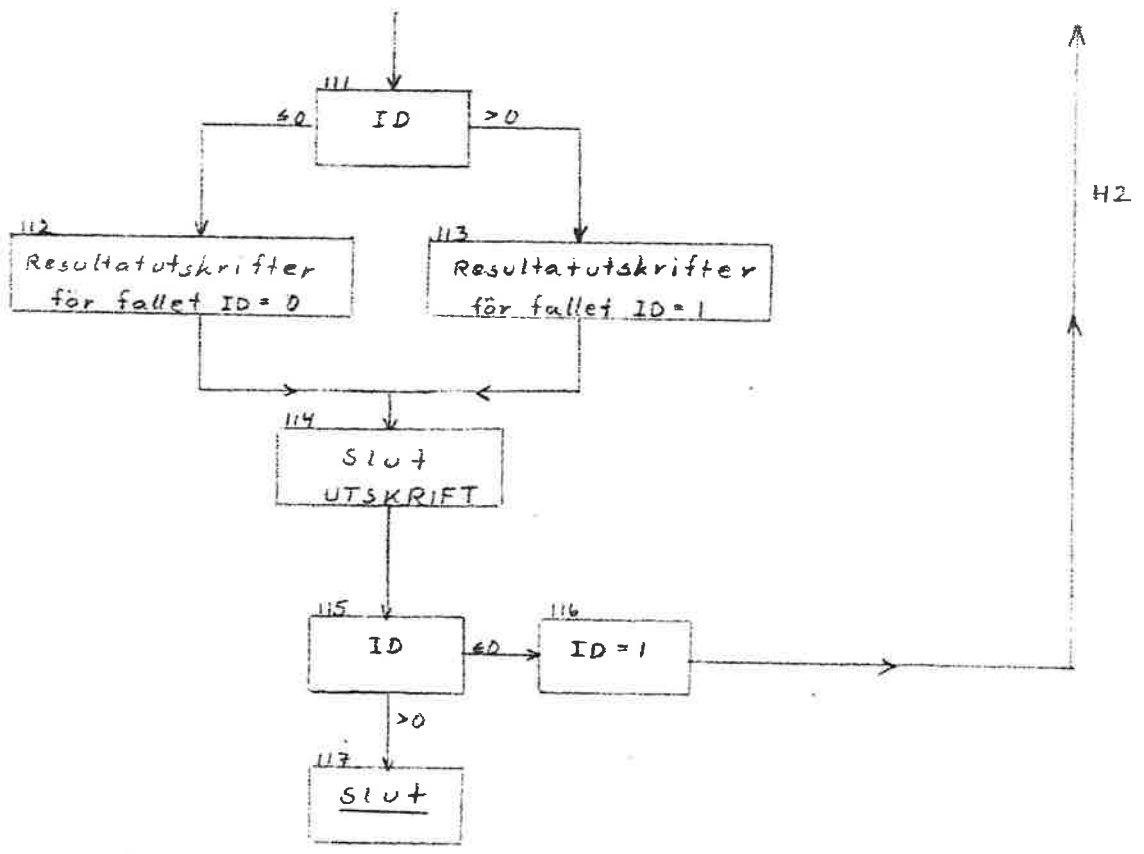 111
ID
≤0
>0
H2
112
Resultatutskrifter
för fallet ID = 0
113
Resultatutskrifter
för fallet ID = 1
114
Slut
UTSKRIFT
115
ID
≤0
116
ID = 1
>0
117
Slut